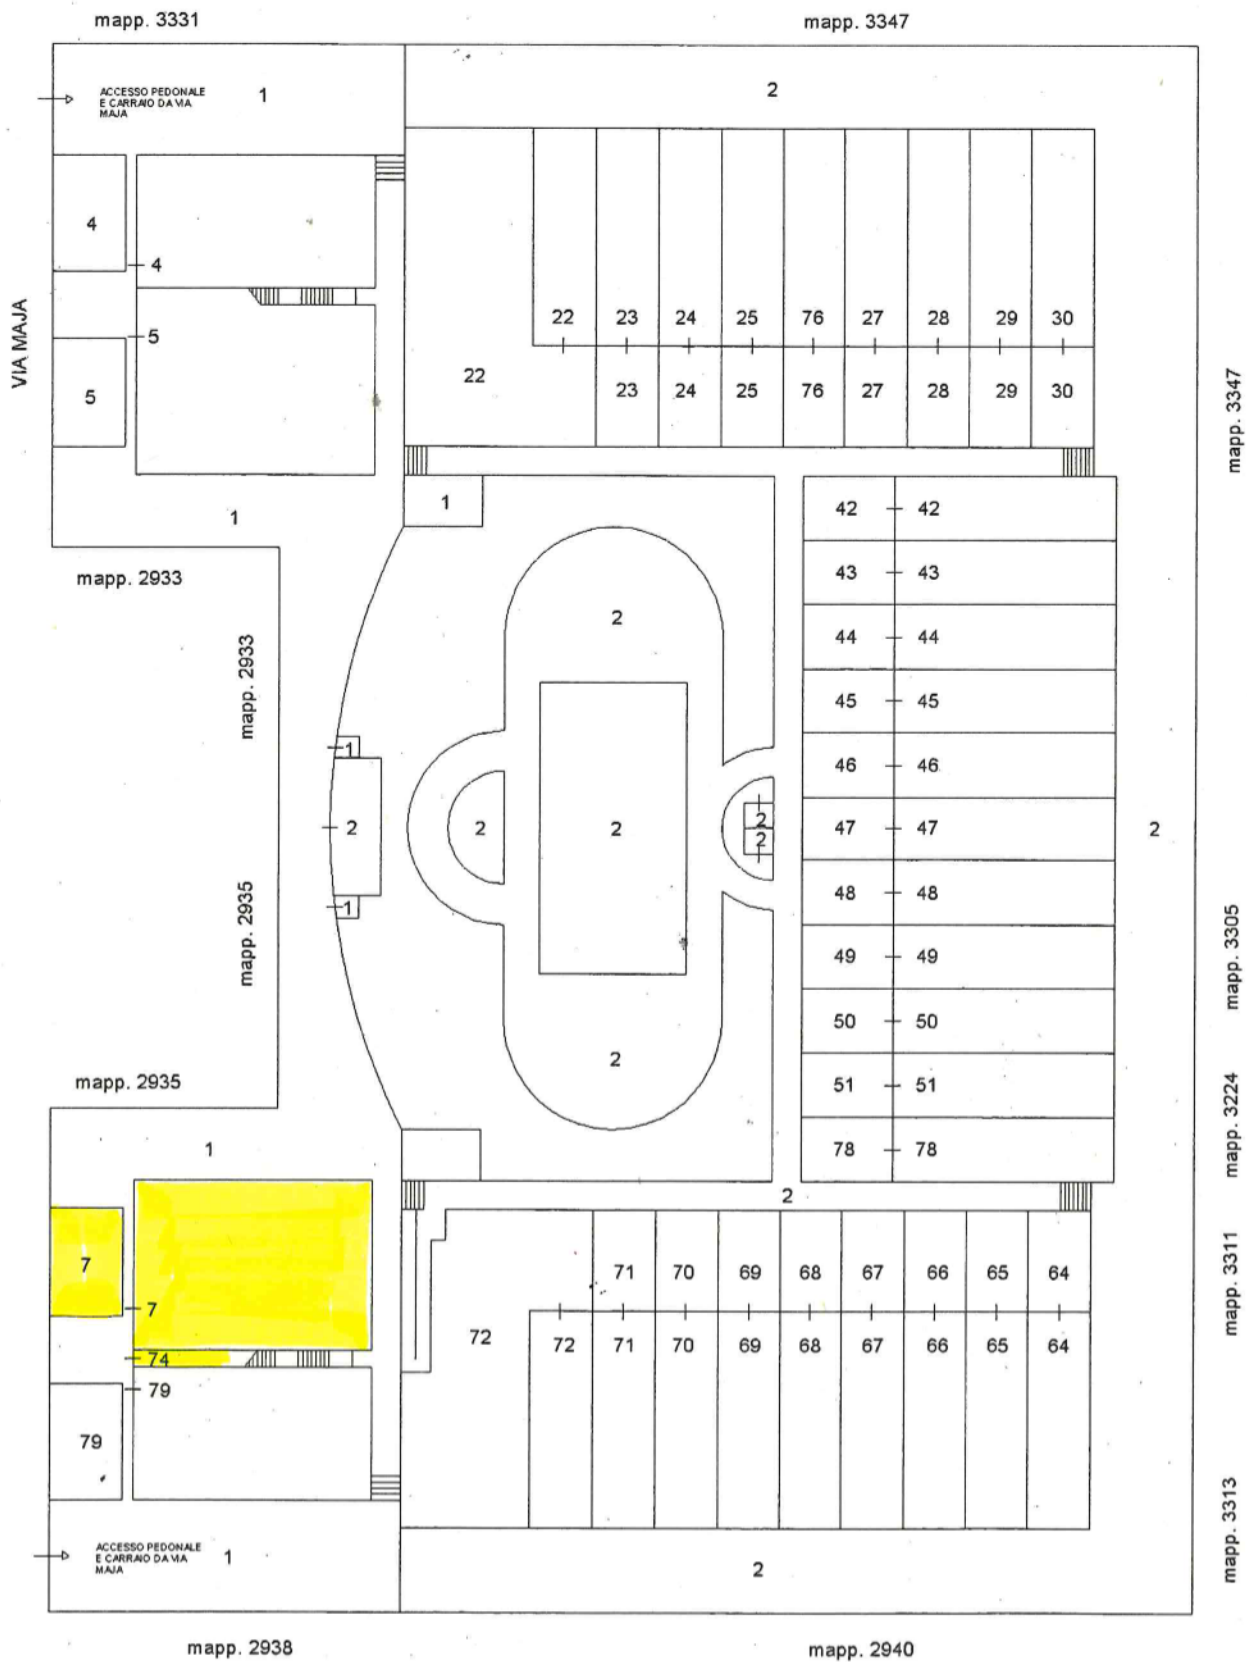 mapp. 3331
mapp. 3347
ACCESSO PEDONALE
E CARRAIO DA VIA
MAJA
1
2
4
4
VIA MAJA
5
5
22 23 24 25 76 27 28 29 30
22
23 24 25 76 27 28 29 30
mapp. 3347
1
1
42 42
mapp. 2933
43 43
2
44 44
mapp. 2933
45 45
1
46 46
2
2
2
2
2
47 47
2
1
48 48
mapp. 2935
49 49
mapp. 3305
50 50
2
mapp. 2935
51 51
mapp. 3224
1
78 78
2
7
7
71 70 69 68 67 66 65 64
mapp. 3311
72
72 71 70 69 68 67 66 65 64
74
79
79
mapp. 3313
ACCESSO PEDONALE
E CARRAIO DA VIA
MAJA
1
2
mapp. 2938
mapp. 2940